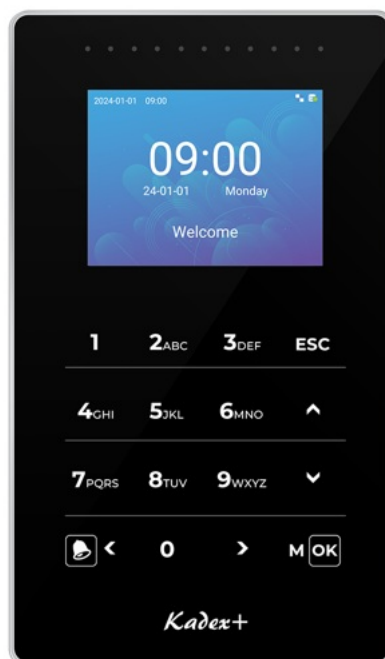 2024-01-01 09:00
09:00
24-01-01 Monday
Welcome
1 2ABC 3DEF ESC
4GHI 5JKL 6MNO
7PQRS 8TUV 9WXYZ
0 M OK
Kadex+